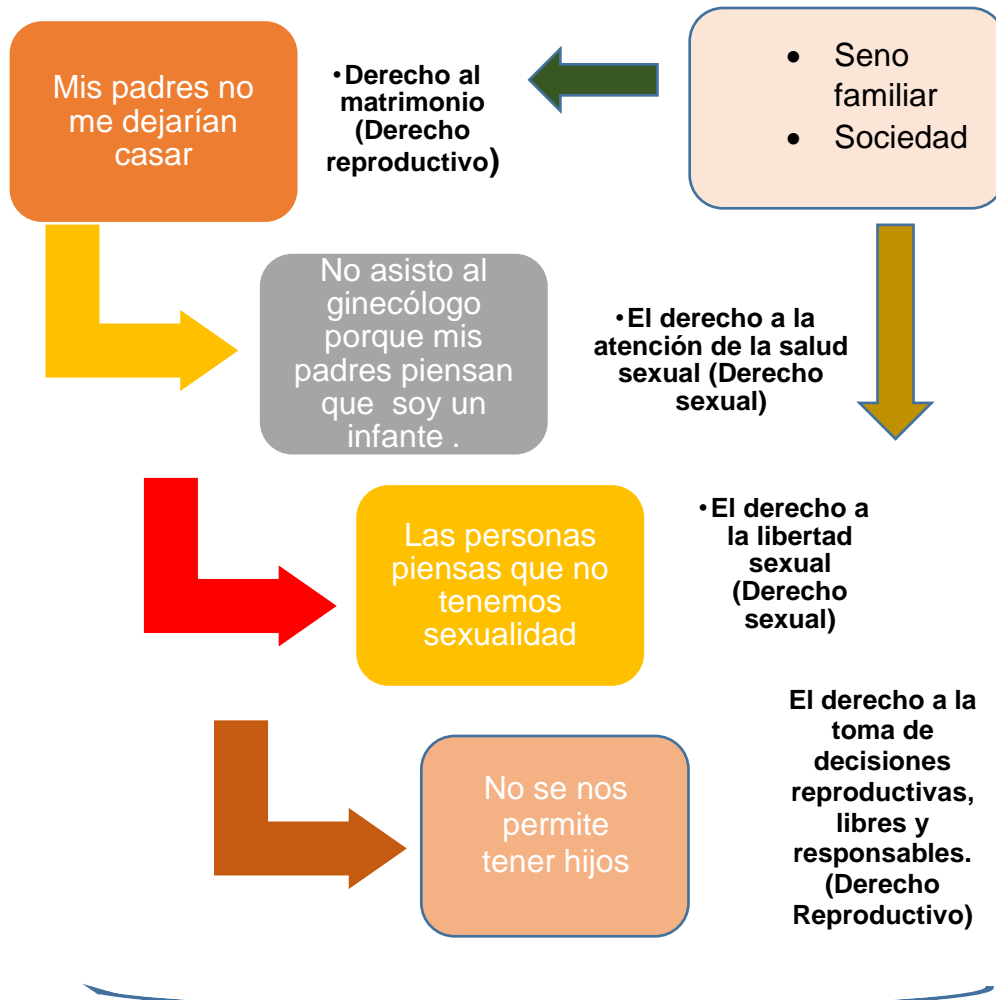 Mis padres no
me dejarían
casar
•Derecho al
matrimonio
(Derecho
reproductivo)
• Seno
familiar
• Sociedad
No asisto al
ginecólogo
porque mis
padres piensan
que soy un
infante .
•El derecho a la
atención de la salud
sexual (Derecho
sexual)
Las personas
piensas que no
tenemos
sexualidad
•El derecho a
la libertad
sexual
(Derecho
sexual)
No se nos
permite
tener hijos
El derecho a la
toma de
decisiones
reproductivas,
libres y
responsables.
(Derecho
Reproductivo)